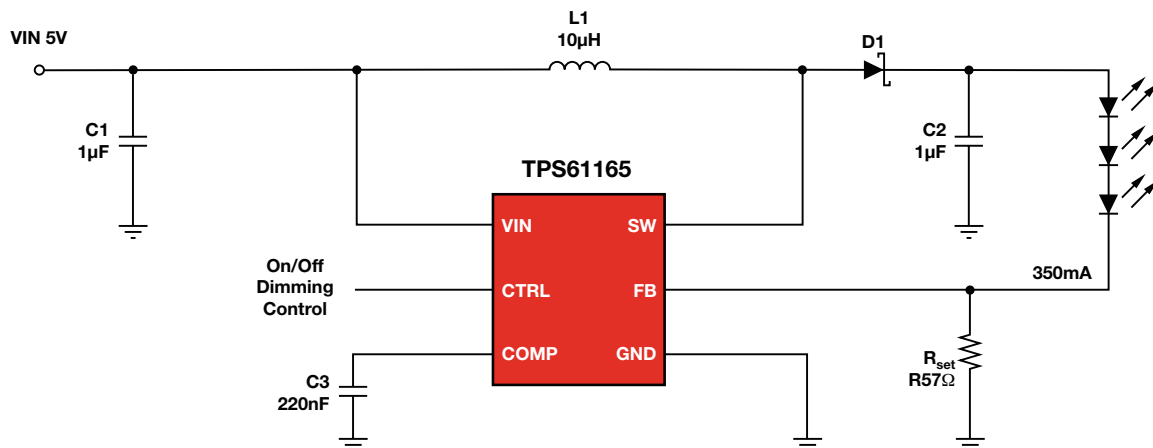 VIN 5V
L1
10µH
D1
C1
1µF
C2
1µF
TPS61165
VIN
SW
On/Off
Dimming
Control
CTRL
FB
350mA
COMP
GND
C3
220nF
Rset
R57Ω